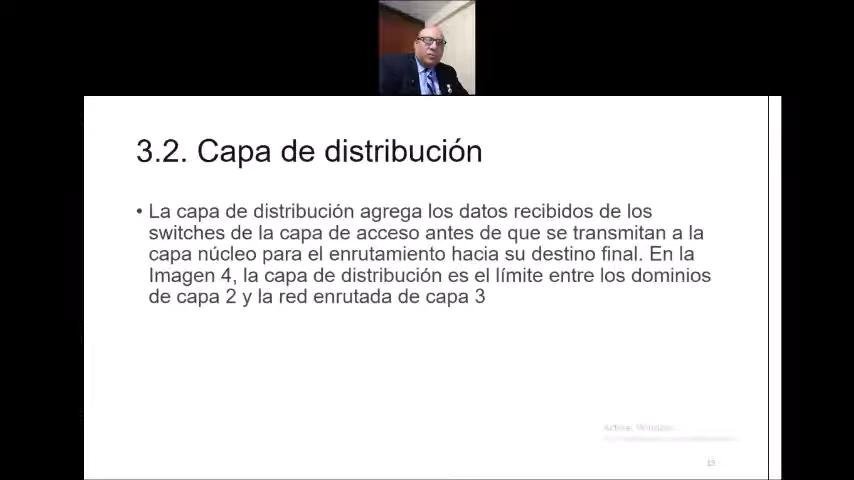 3.2. Capa de distribución
• La capa de distribución agrega los datos recibidos de los
switches de la capa de acceso antes de que se transmitan a la
capa núcleo para el enrutamiento hacia su destino final. En la
Imagen 4, la capa de distribución es el límite entre los dominios
de capa 2 y la red enrutada de capa 3